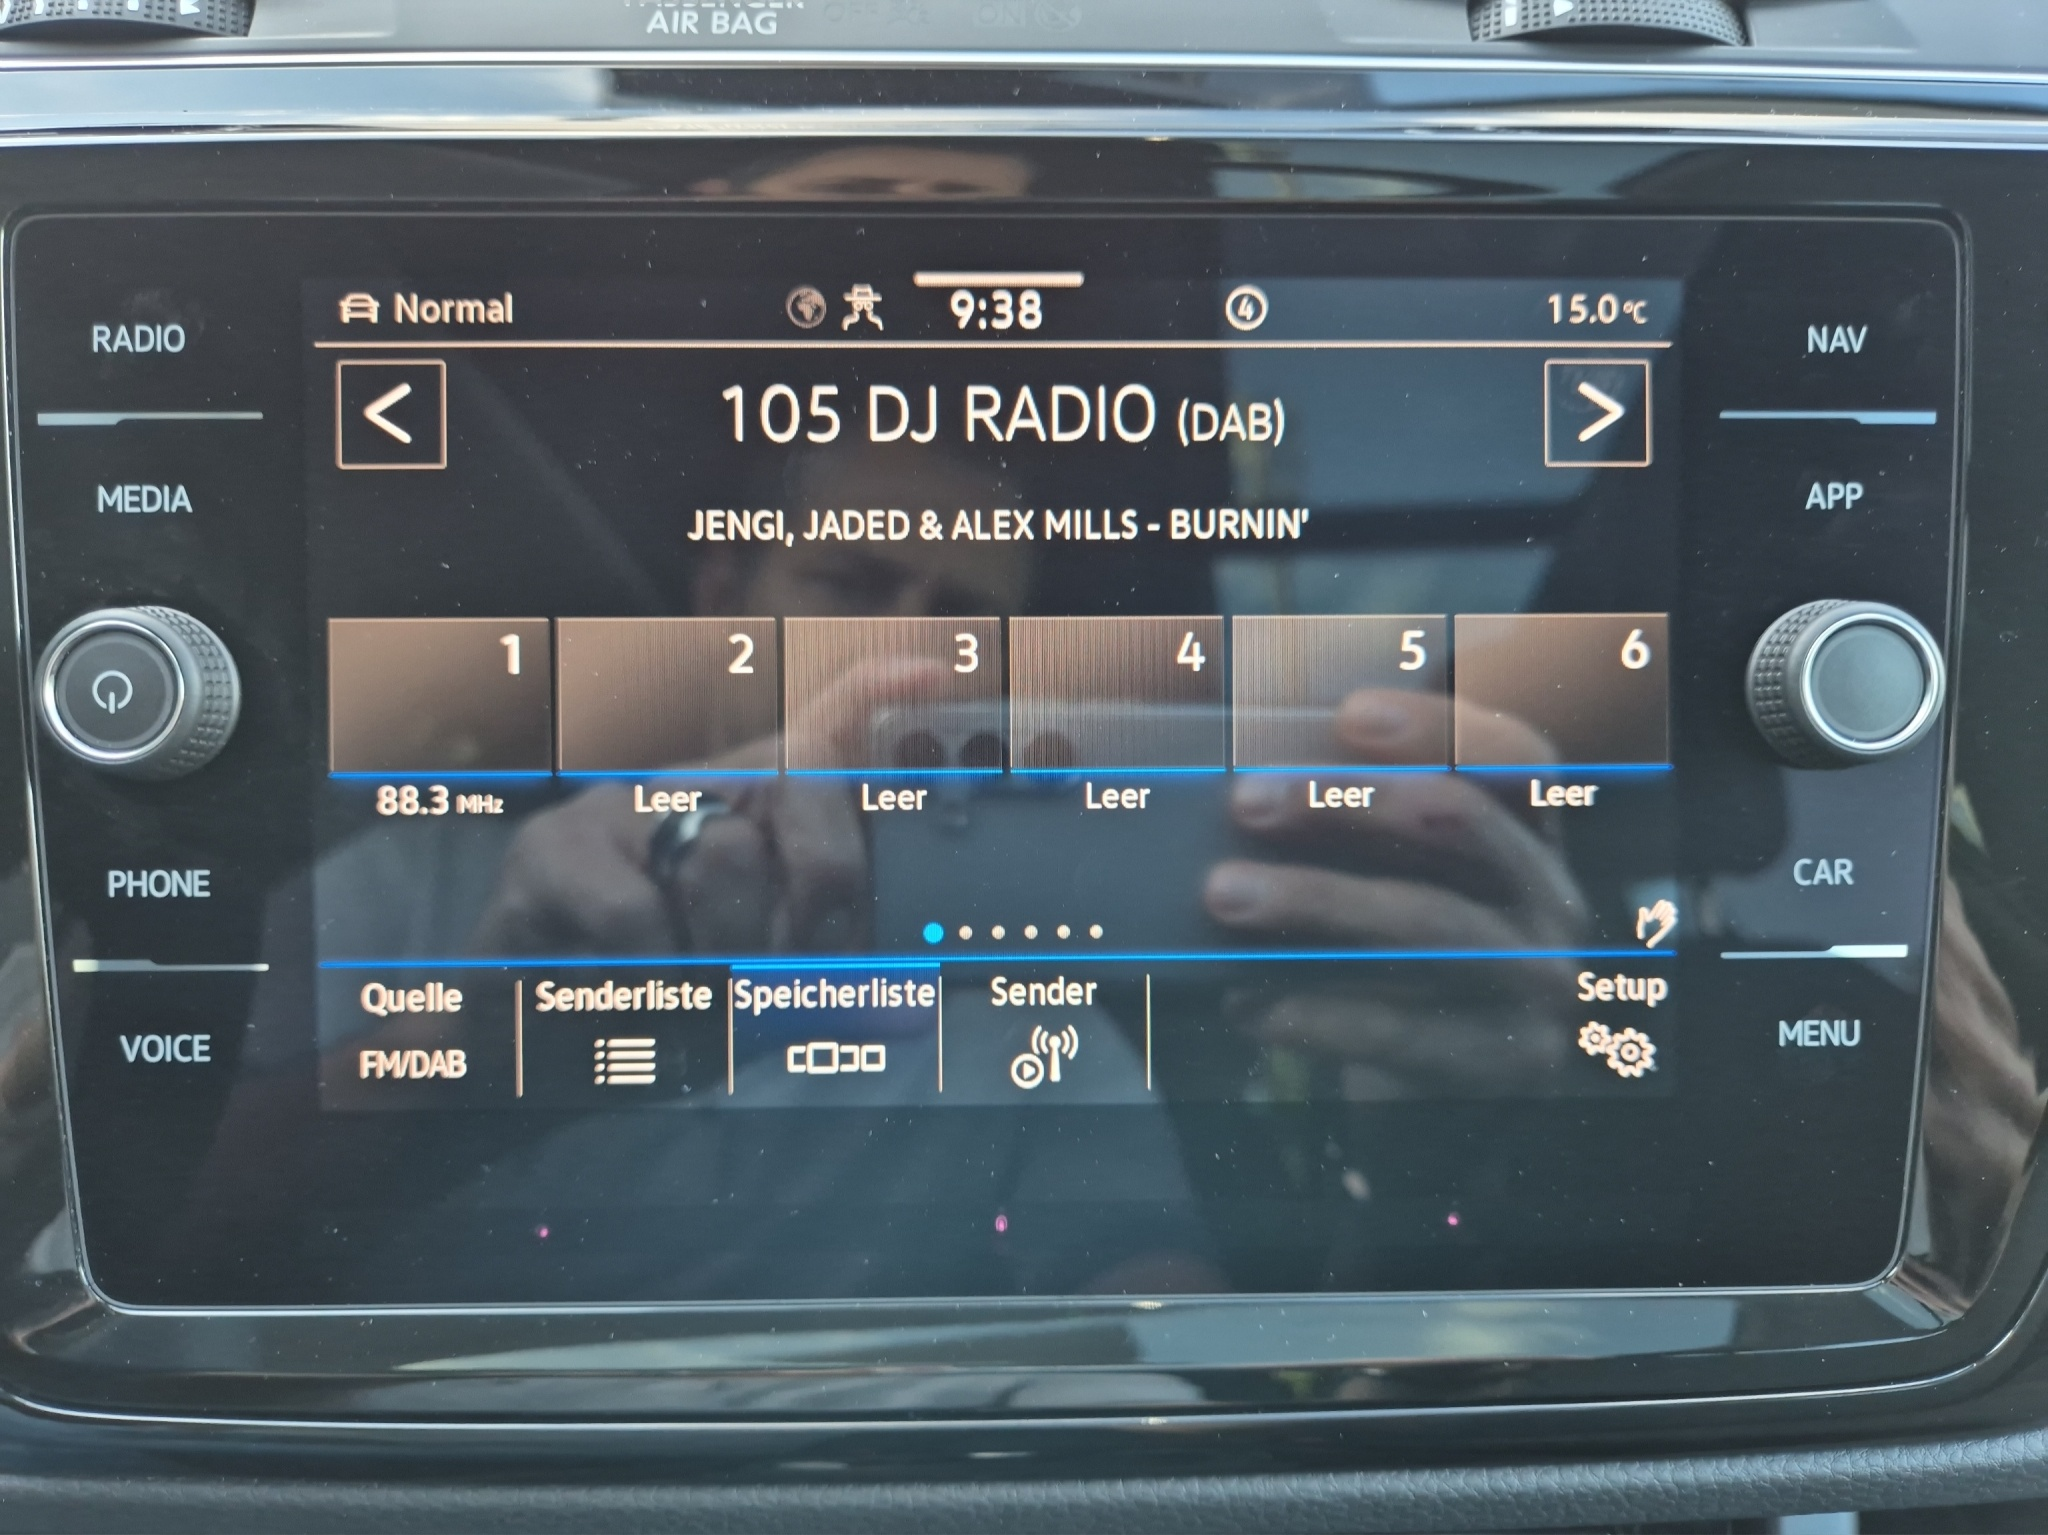 AIR BAG
RADIO
MEDIA
PHONE
VOICE
Normal
9:38
4
15.0°C
105 DJ RADIO (DAB)
JENGI, JADED & ALEX MILLS - BURNIN'
1 2 3 4 5 6
88.3 MHz Leer Leer Leer Leer Leer
Quelle Senderliste Speicherliste Sender Setup
FM/DAB
NAV
APP
CAR
MENU